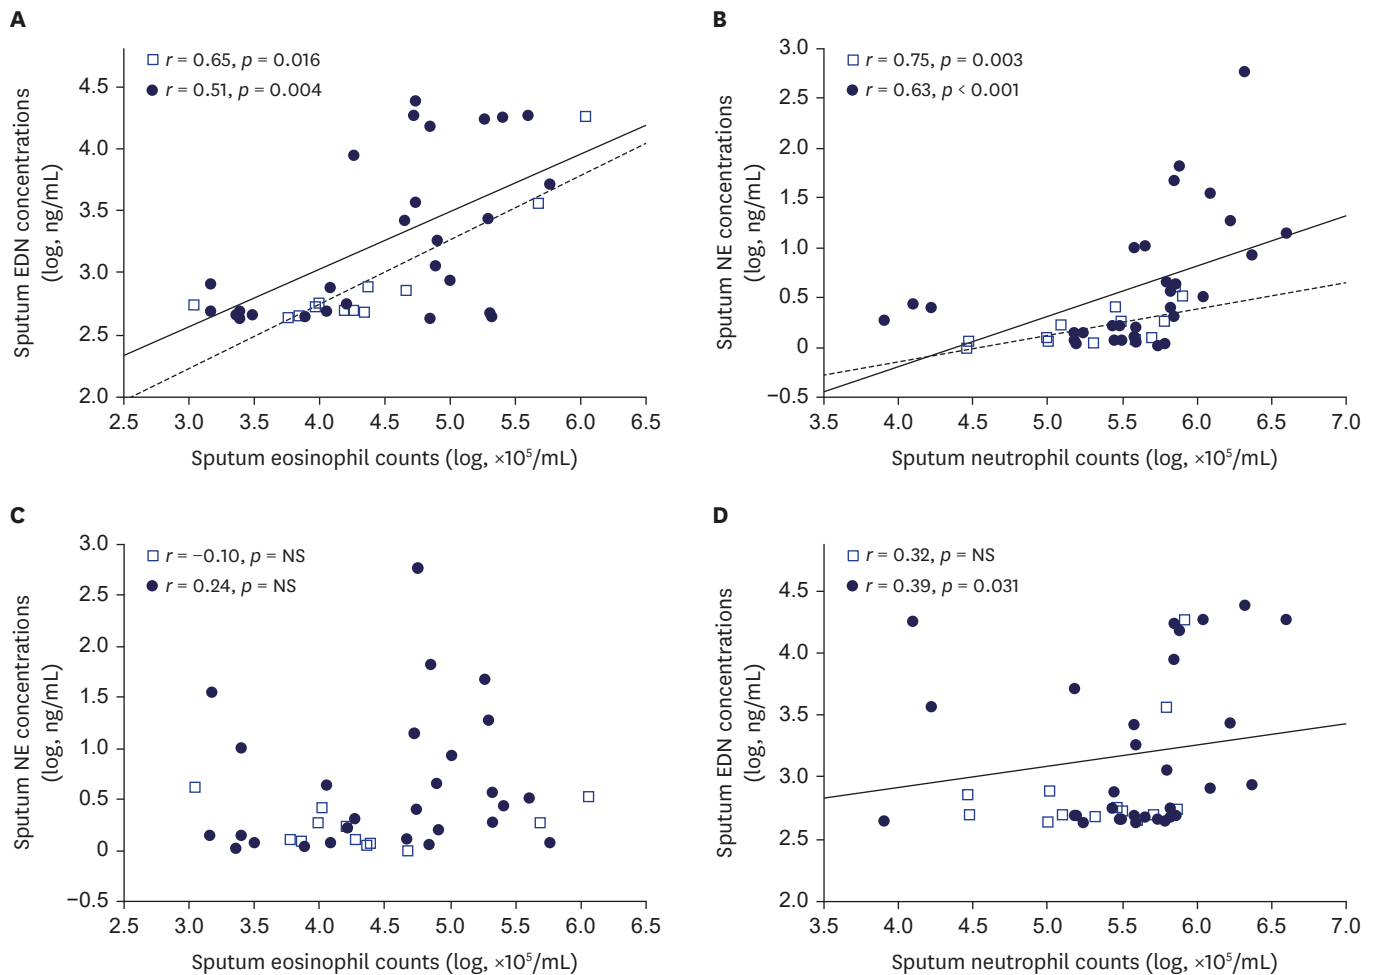 A
r = 0.65, p = 0.016
r = 0.51, p = 0.004
Sputum EDN concentrations
(log, ng/mL)
4.5
4.0
3.5
3.0
2.5
2.0
2.5 3.0 3.5 4.0 4.5 5.0 5.5 6.0 6.5
Sputum eosinophil counts (log, ×10⁵/mL)
B
r = 0.75, p = 0.003
r = 0.63, p < 0.001
Sputum NE concentrations
(log, ng/mL)
3.0
2.5
2.0
1.5
1.0
0.5
0
−0.5
3.5 4.0 4.5 5.0 5.5 6.0 6.5 7.0
Sputum neutrophil counts (log, ×10⁵/mL)
C
r = −0.10, p = NS
r = 0.24, p = NS
Sputum NE concentrations
(log, ng/mL)
3.0
2.5
2.0
1.5
1.0
0.5
0
−0.5
2.5 3.0 3.5 4.0 4.5 5.0 5.5 6.0 6.5
Sputum eosinophil counts (log, ×10⁵/mL)
D
r = 0.32, p = NS
r = 0.39, p = 0.031
Sputum EDN concentrations
(log, ng/mL)
4.5
4.0
3.5
3.0
2.5
2.0
3.5 4.0 4.5 5.0 5.5 6.0 6.5 7.0
Sputum neutrophil counts (log, ×10⁵/mL)